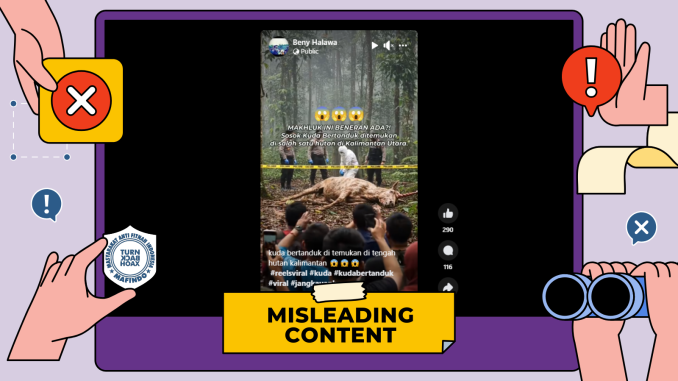 Beny Halawa
Public
MAKHLUK INI BENERAN ADA?!
Sosok Kuda Bertanduk ditemukan,
di salah satu hutan di Kalimantan Utara.
290
116
kuda bertanduk di temukan di tengah
hutan kalimantan
#reelsviral #kuda #kudabertanduk
#viral
MASYARAKAT ANTI FITNAH INDONESIA
TURN
BACK
HOAX
MAFINDO
MISLEADING
CONTENT